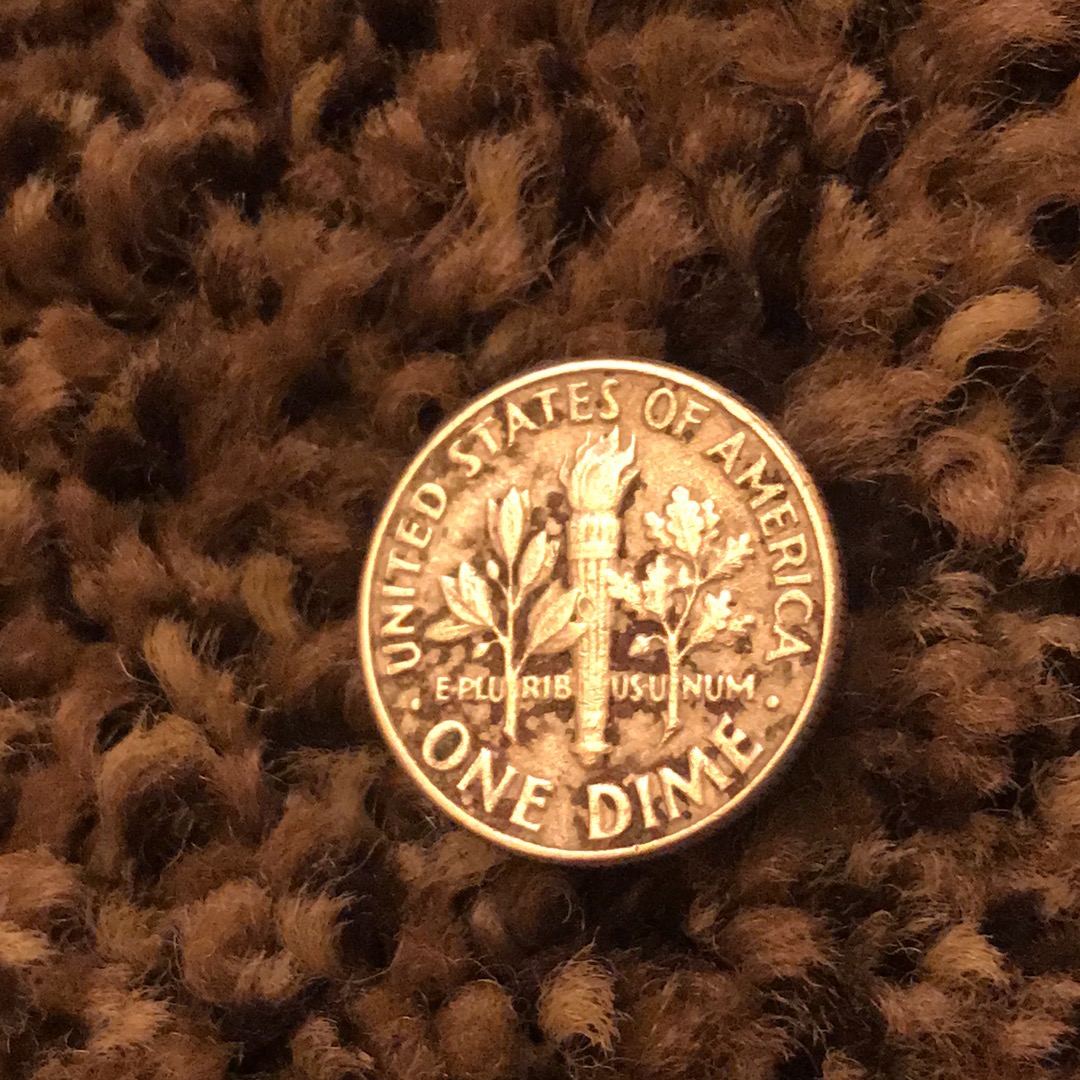 UNITED STATES OF AMERICA
E·PLURIBUS·UNUM
· ONE DIME ·